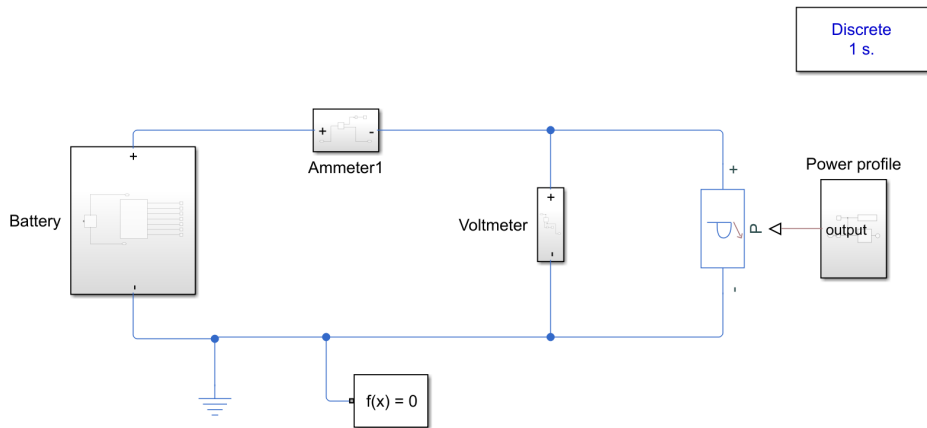 Discrete
1 s.
+
-
Ammeter1
Power profile
+
+
+
Battery
Voltmeter
P
output
-
-
-
f(x) = 0